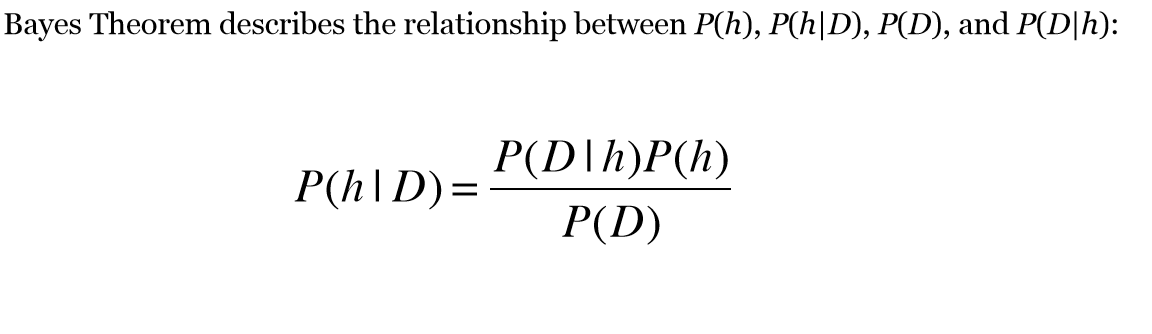 Bayes Theorem describes the relationship between P(h), P(h|D), P(D), and P(D|h):
P(h | D) = P(D | h)P(h) / P(D)